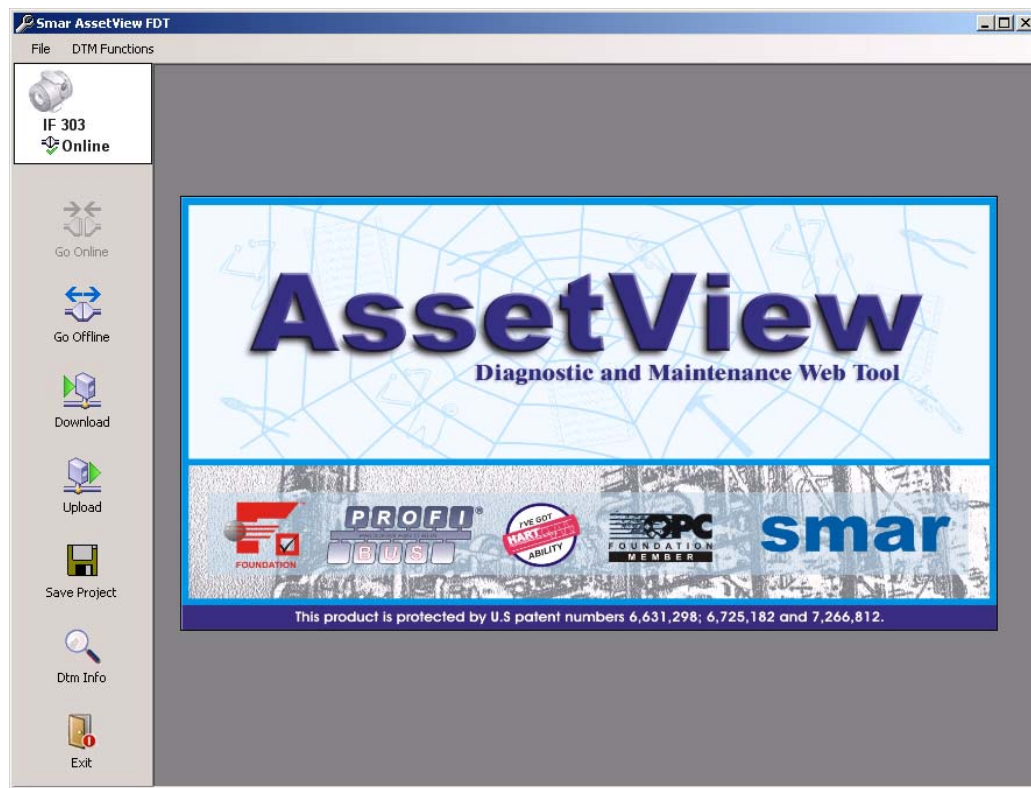 Smar AssetView FDT
File DTM Functions
IF 303
Online
Go Online
Go Offline
Download
Upload
Save Project
Dtm Info
Exit
AssetView
Diagnostic and Maintenance Web Tool
FOUNDATION
PROFI®
BUS
I'VE GOT
HART
ABILITY
OPC
FOUNDATION
MEMBER
smar
This product is protected by U.S patent numbers 6,631,298; 6,725,182 and 7,266,812.